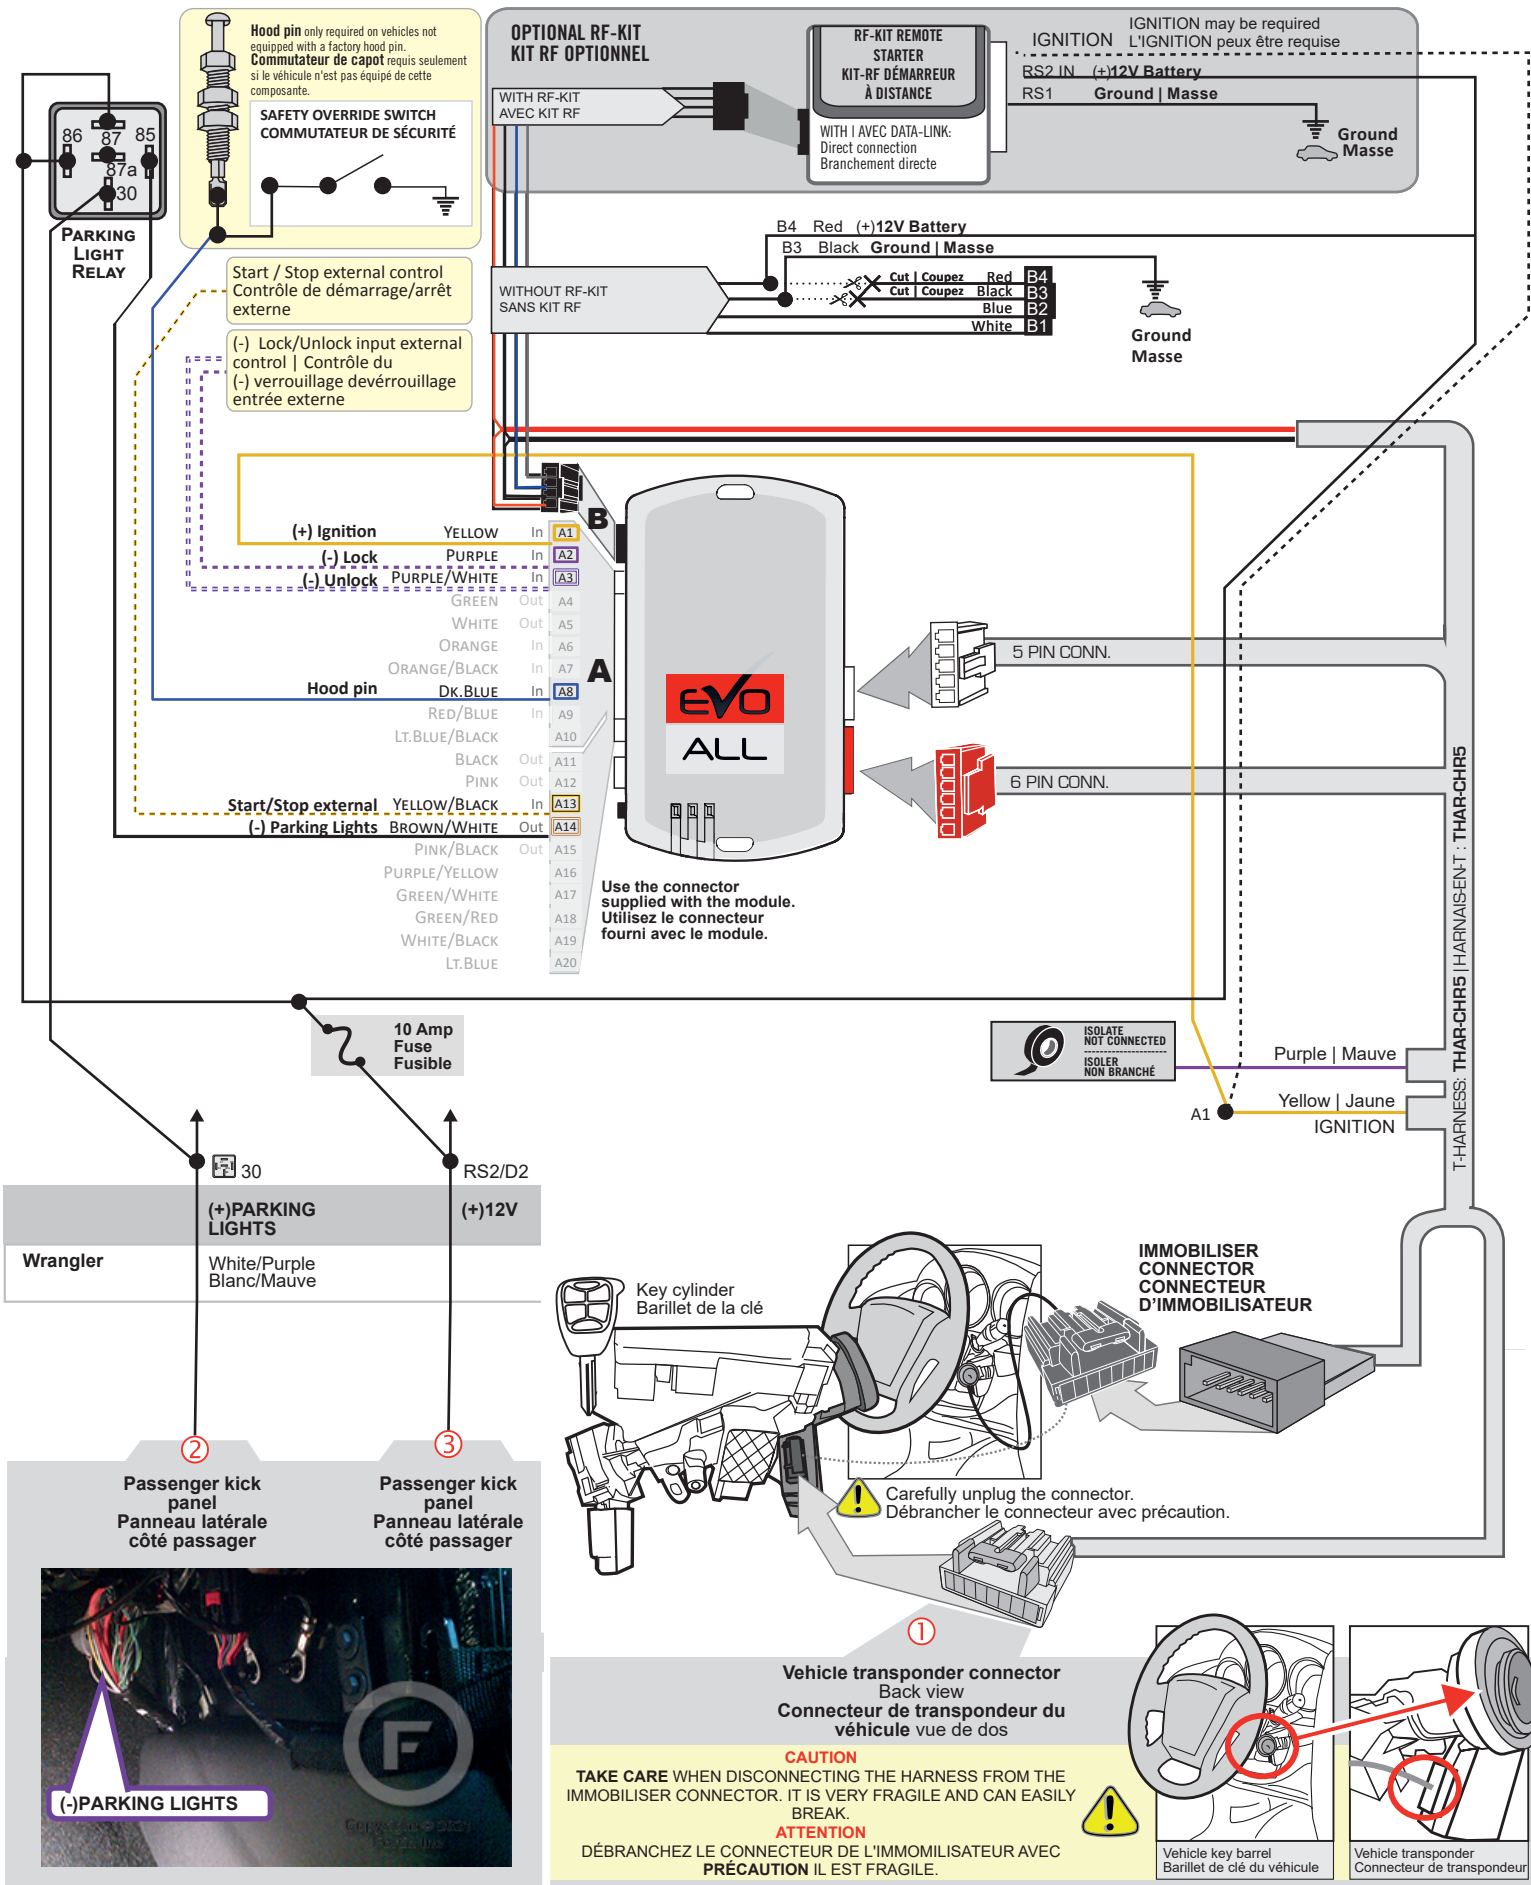 Hood pin only required on vehicles not
equipped with a factory hood pin.
Commutateur de capot requis seulement
si le véhicule n'est pas équipé de cette
composante.
SAFETY OVERRIDE SWITCH
COMMUTATEUR DE SÉCURITÉ
86
87
85
87a
30
PARKING
LIGHT
RELAY
OPTIONAL RF-KIT
KIT RF OPTIONNEL
WITH RF-KIT
AVEC KIT RF
RF-KIT REMOTE
STARTER
KIT-RF DÉMARREUR
À DISTANCE
WITH I AVEC DATA-LINK:
Direct connection
Branchement directe
IGNITION
IGNITION may be required
L'IGNITION peux être requise
RS2 IN (+)12V Battery
RS1 Ground | Masse
Ground
Masse
B4 Red (+)12V Battery
B3 Black Ground | Masse
WITHOUT RF-KIT
SANS KIT RF
Cut | Coupez Red B4
Cut | Coupez Black B3
Blue B2
White B1
Ground
Masse
Start / Stop external control
Contrôle de démarrage/arrêt
externe
(-) Lock/Unlock input external
control | Contrôle du
(-) verrouillage devérrouillage
entrée externe
B
A
(+) Ignition YELLOW In A1
(-) Lock PURPLE In A2
(-) Unlock PURPLE/WHITE In A3
GREEN Out A4
WHITE Out A5
ORANGE In A6
ORANGE/BLACK In A7
Hood pin DK.BLUE In A8
RED/BLUE In A9
LT.BLUE/BLACK A10
BLACK Out A11
PINK Out A12
Start/Stop external YELLOW/BLACK In A13
(-) Parking Lights BROWN/WHITE Out A14
PINK/BLACK Out A15
PURPLE/YELLOW A16
GREEN/WHITE A17
GREEN/RED A18
WHITE/BLACK A19
LT.BLUE A20
EVO
ALL
Use the connector
supplied with the module.
Utilisez le connecteur
fourni avec le module.
5 PIN CONN.
6 PIN CONN.
T-HARNESS: THAR-CHR5 | HARNAIS-EN-T : THAR-CHR5
10 Amp
Fuse
Fusible
ISOLATE
NOT CONNECTED
ISOLER
NON BRANCHÉ
Purple | Mauve
Yellow | Jaune
IGNITION
A1
30
RS2/D2
(+)PARKING
LIGHTS
(+)12V
Wrangler
White/Purple
Blanc/Mauve
2
Passenger kick
panel
Panneau latérale
côté passager
3
Passenger kick
panel
Panneau latérale
côté passager
(-)PARKING LIGHTS
F
Key cylinder
Barillet de la clé
IMMOBILISER
CONNECTOR
CONNECTEUR
D'IMMOBILISATEUR
Carefully unplug the connector.
Débrancher le connecteur avec précaution.
1
Vehicle transponder connector
Back view
Connecteur de transpondeur du
véhicule vue de dos
CAUTION
TAKE CARE WHEN DISCONNECTING THE HARNESS FROM THE
IMMOBILISER CONNECTOR. IT IS VERY FRAGILE AND CAN EASILY
BREAK.
ATTENTION
DÉBRANCHEZ LE CONNECTEUR DE L'IMMOMILISATEUR AVEC
PRÉCAUTION IL EST FRAGILE.
Vehicle key barrel
Barillet de clé du véhicule
Vehicle transponder
Connecteur de transpondeur